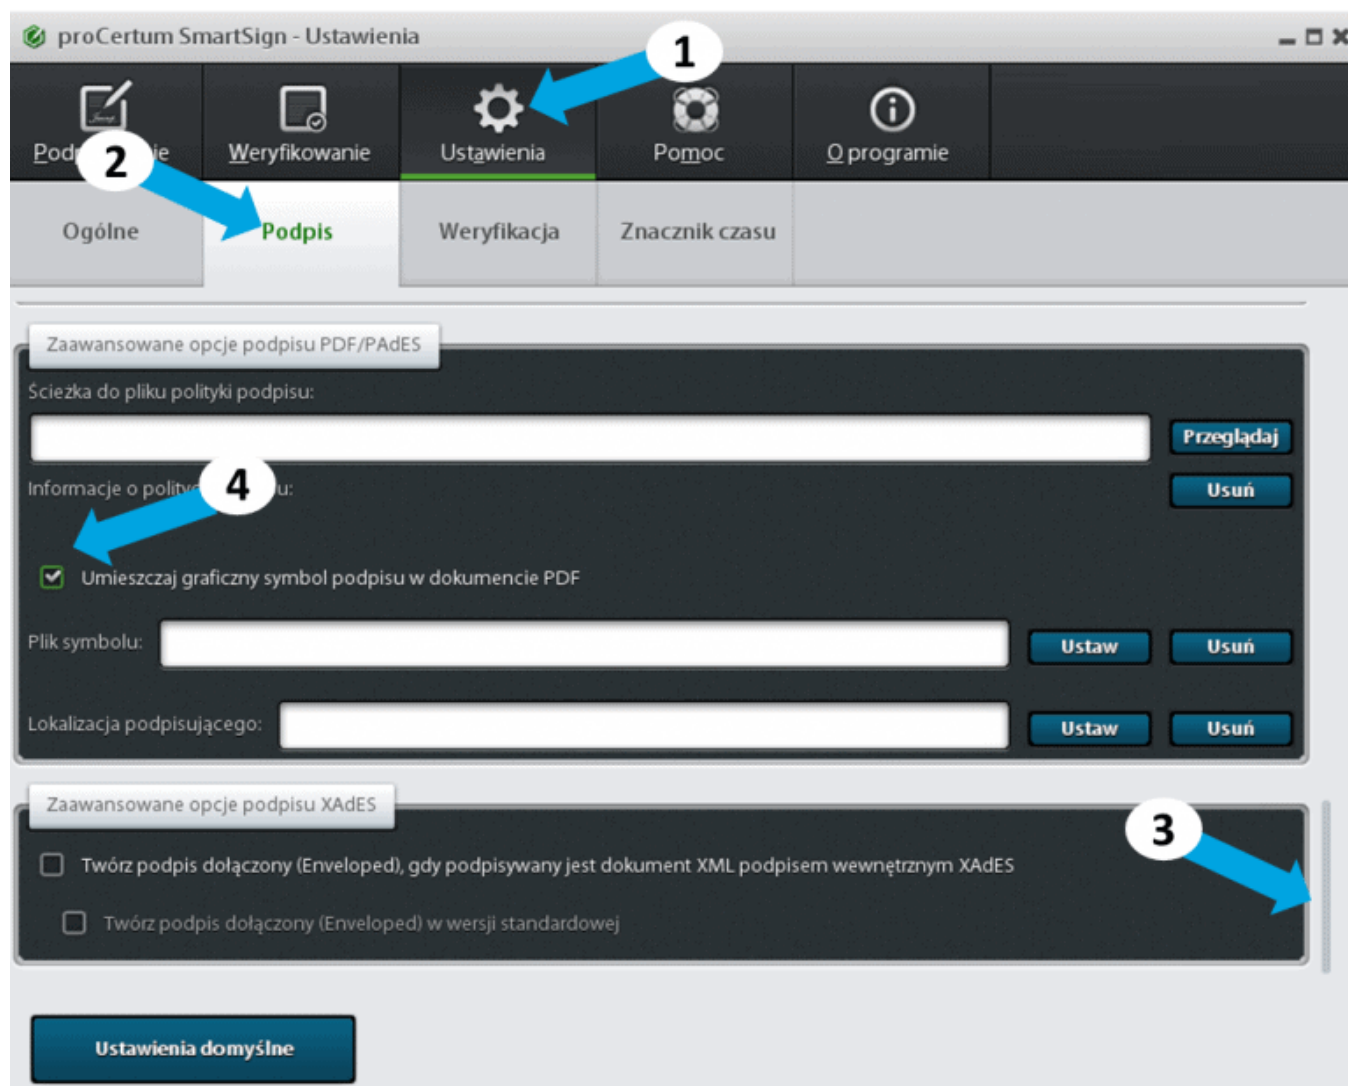 proCertum SmartSign - Ustawienia
1
Weryfikowanie
Ustawienia
Pomoc
O programie
2
Ogólne
Podpis
Weryfikacja
Znacznik czasu
Zaawansowane opcje podpisu PDF/PAdES
Ścieżka do pliku polityki podpisu:
Przeglądaj
Informacje o
4
Usuń
Umieszczaj graficzny symbol podpisu w dokumencie PDF
Plik symbolu:
Ustaw
Usuń
Lokalizacja podpisującego:
Ustaw
Usuń
Zaawansowane opcje podpisu XAdES
3
Twórz podpis dołączony (Enveloped), gdy podpisywany jest dokument XML podpisem wewnętrznym XAdES
Twórz podpis dołączony (Enveloped) w wersji standardowej
Ustawienia domyślne